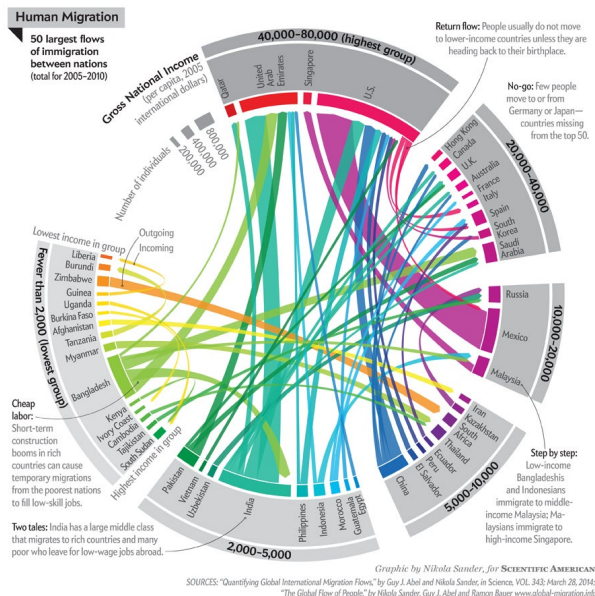 Human Migration
50 largest flows
of immigration
between nations
(total for 2005–2010)
Gross National Income
(per capita, 2005
international dollars)
Number of individuals
200,000
400,000
800,000
40,000–80,000 (highest group)
Qatar
United
Arab
Emirates
Singapore
U.S.
Return flow: People usually do not move
to lower-income countries unless they are
heading back to their birthplace.
No-go: Few people
move to or from
Germany or Japan—
countries missing
from the top 50.
20,000–40,000
Hong Kong
Canada
U.K.
Australia
France
Italy
Spain
South
Korea
Saudi
Arabia
10,000–20,000
Russia
Mexico
Malaysia
Step by step:
Low-income
Bangladeshis
and Indonesians
immigrate to middle-
income Malaysia; Ma-
laysians immigrate to
high-income Singapore.
5,000–10,000
Iran
Kazakhstan
South
Africa
Thailand
Ecuador
Peru
El Salvador
China
2,000–5,000
Egypt
Guatemala
Morocco
Indonesia
Philippines
India
Uzbekistan
Vietnam
Pakistan
Fewer than 2,000 (lowest group)
Lowest income in group
Outgoing
Incoming
Liberia
Burundi
Zimbabwe
Guinea
Uganda
Burkina Faso
Afghanistan
Tanzania
Myanmar
Bangladesh
Kenya
Ivory Coast
Cambodia
Tajikistan
South Sudan
Highest income in group
Cheap
labor:
Short-term
construction
booms in rich
countries can cause
temporary migrations
from the poorest nations
to fill low-skill jobs.
Two tales: India has a large middle class
that migrates to rich countries and many
poor who leave for low-wage jobs abroad.
Graphic by Nikola Sander, for SCIENTIFIC AMERICAN
SOURCES: "Quantifying Global International Migration Flows," by Guy J. Abel and Nikola Sander, in Science, VOL. 343; March 28, 2014;
"The Global Flow of People," by Nikola Sander, Guy J. Abel and Ramon Bauer www.global-migration.info